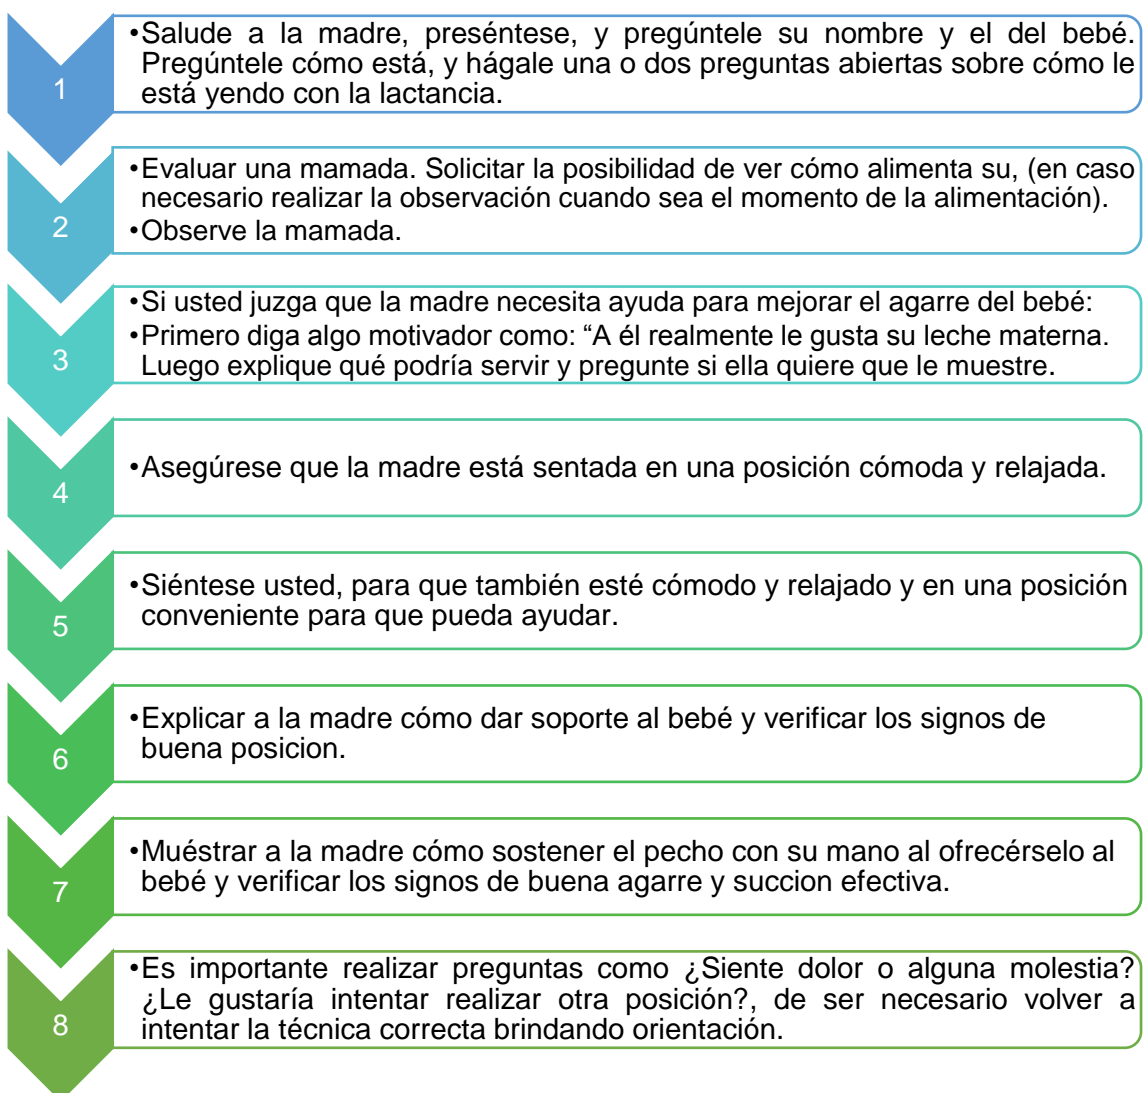 1
•Salude a la madre, preséntese, y pregúntele su nombre y el del bebé.
Pregúntele cómo está, y hágale una o dos preguntas abiertas sobre cómo le
está yendo con la lactancia.
2
•Evaluar una mamada. Solicitar la posibilidad de ver cómo alimenta su, (en caso
necesario realizar la observación cuando sea el momento de la alimentación).
•Observe la mamada.
3
•Si usted juzga que la madre necesita ayuda para mejorar el agarre del bebé:
•Primero diga algo motivador como: “A él realmente le gusta su leche materna.
Luego explique qué podría servir y pregunte si ella quiere que le muestre.
4
•Asegúrese que la madre está sentada en una posición cómoda y relajada.
5
•Siéntese usted, para que también esté cómodo y relajado y en una posición
conveniente para que pueda ayudar.
6
•Explicar a la madre cómo dar soporte al bebé y verificar los signos de
buena posicion.
7
•Muéstrar a la madre cómo sostener el pecho con su mano al ofrecérselo al
bebé y verificar los signos de buena agarre y succion efectiva.
8
•Es importante realizar preguntas como ¿Siente dolor o alguna molestia?
¿Le gustaría intentar realizar otra posición?, de ser necesario volver a
intentar la técnica correcta brindando orientación.